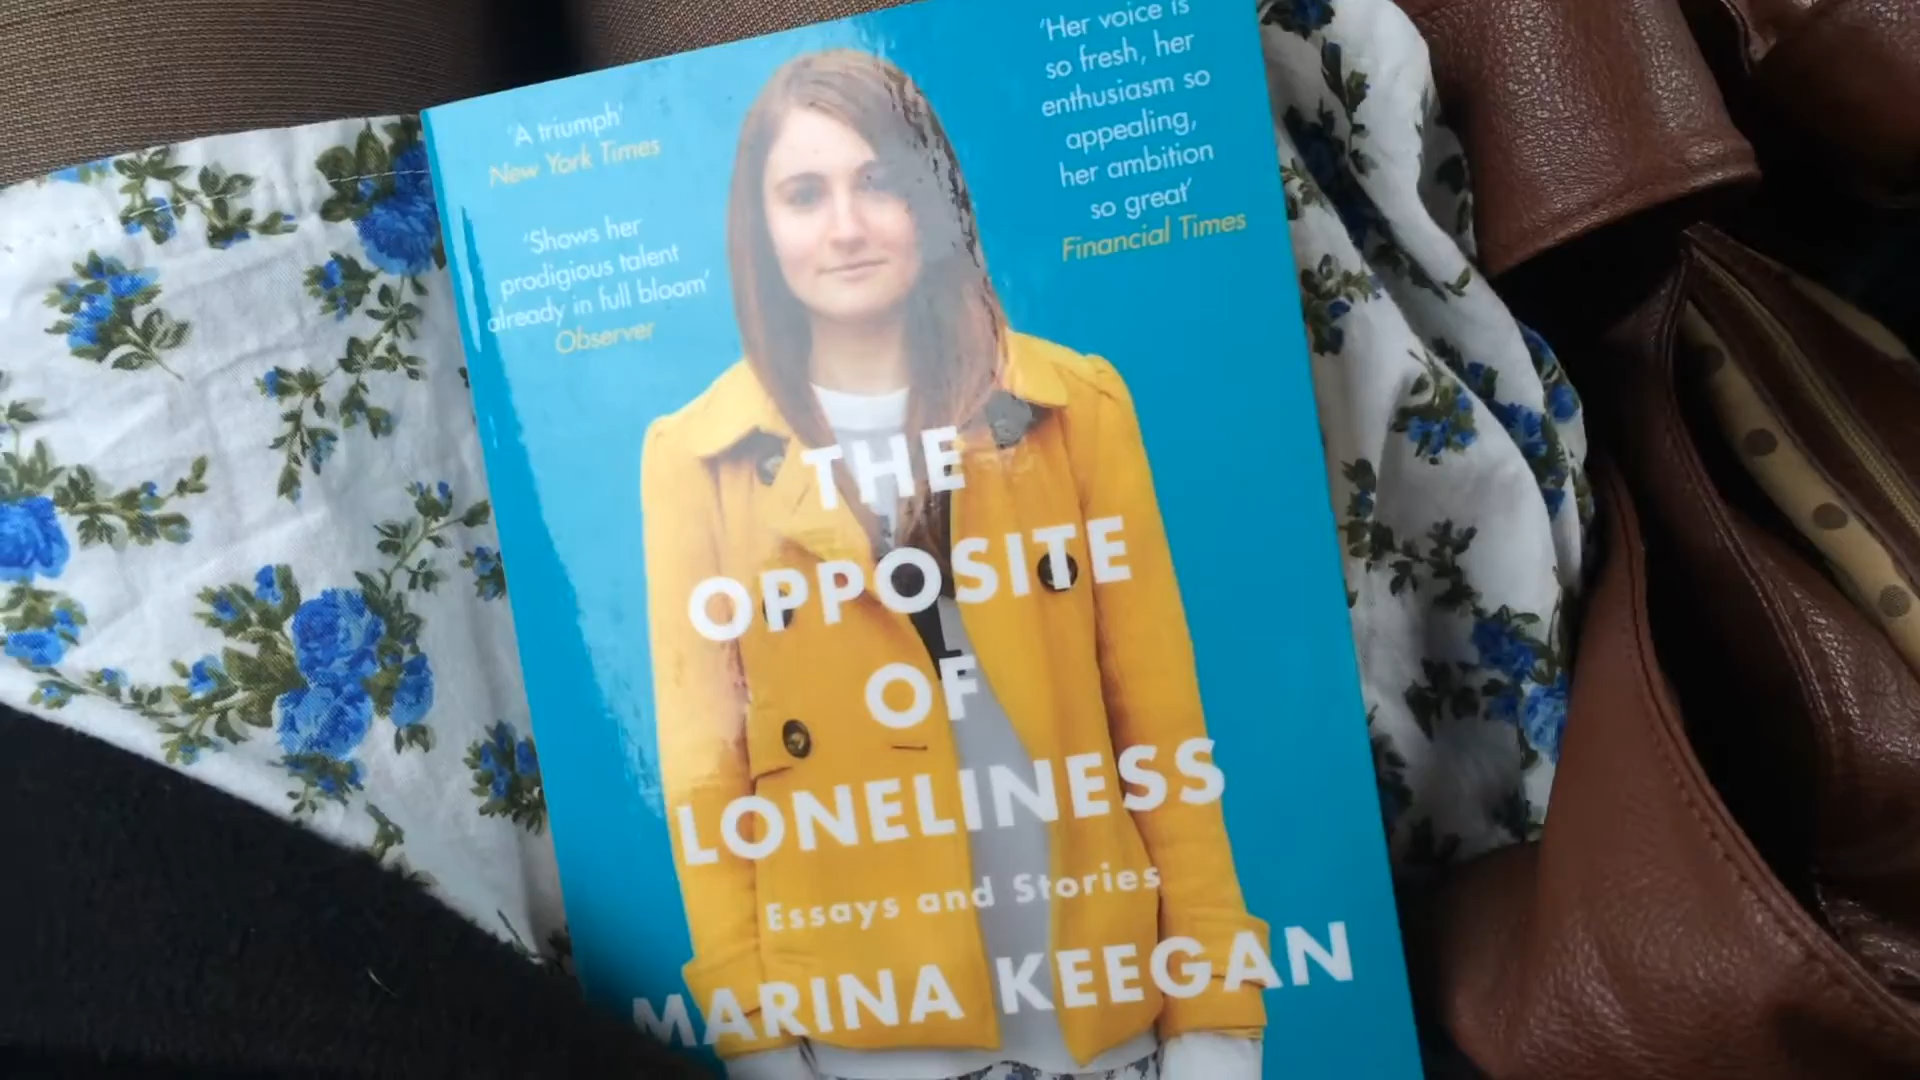 'A triumph'
New York Times
'Shows her
prodigious talent
already in full bloom'
Observer
'Her voice is
so fresh, her
enthusiasm so
appealing,
her ambition
so great'
Financial Times
THE
OPPOSITE
OF
LONELINESS
Essays and Stories
MARINA KEEGAN